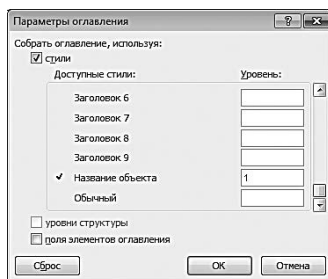 Параметры оглавления
Собрать оглавление, используя:
стили
Доступные стили: Уровень:
Заголовок 6
Заголовок 7
Заголовок 8
Заголовок 9
Название объекта 1
Обычный
уровни структуры
поля элементов оглавления
Сброс ОК Отмена